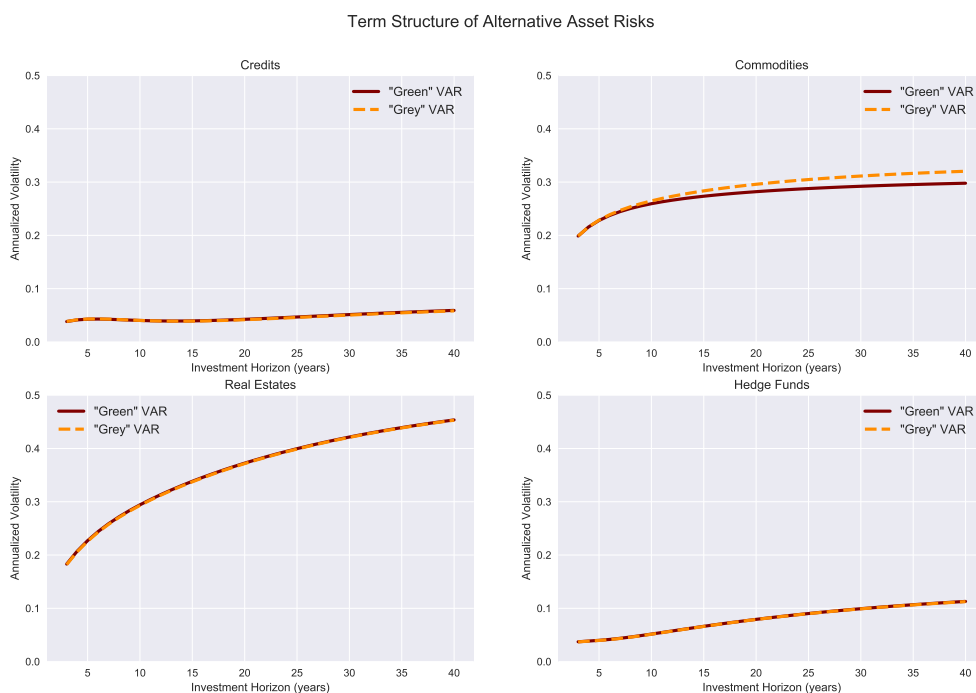 Term Structure of Alternative Asset Risks
Credits
Annualized Volatility
0.5
0.4
0.3
0.2
0.1
0.0
"Green" VAR
"Grey" VAR
5 10 15 20 25 30 35 40
Investment Horizon (years)
Commodities
Annualized Volatility
0.5
0.4
0.3
0.2
0.1
0.0
"Green" VAR
"Grey" VAR
5 10 15 20 25 30 35 40
Investment Horizon (years)
Real Estates
Annualized Volatility
0.5
0.4
0.3
0.2
0.1
0.0
"Green" VAR
"Grey" VAR
5 10 15 20 25 30 35 40
Investment Horizon (years)
Hedge Funds
Annualized Volatility
0.5
0.4
0.3
0.2
0.1
0.0
"Green" VAR
"Grey" VAR
5 10 15 20 25 30 35 40
Investment Horizon (years)